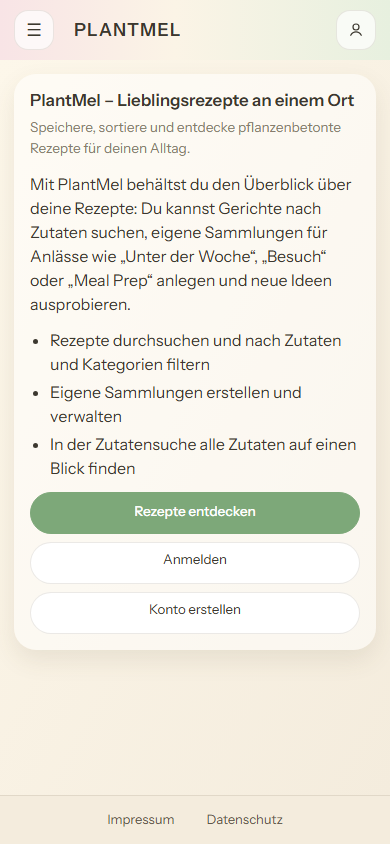 ☰ PLANTMEL
PlantMel – Lieblingsrezepte an einem Ort
Speichere, sortiere und entdecke pflanzenbetonte
Rezepte für deinen Alltag.
Mit PlantMel behältst du den Überblick über
deine Rezepte: Du kannst Gerichte nach
Zutaten suchen, eigene Sammlungen für
Anlässe wie „Unter der Woche“, „Besuch“
oder „Meal Prep“ anlegen und neue Ideen
ausprobieren.
• Rezepte durchsuchen und nach Zutaten
und Kategorien filtern
• Eigene Sammlungen erstellen und
verwalten
• In der Zutatensuche alle Zutaten auf einen
Blick finden
Rezepte entdecken
Anmelden
Konto erstellen
Impressum Datenschutz